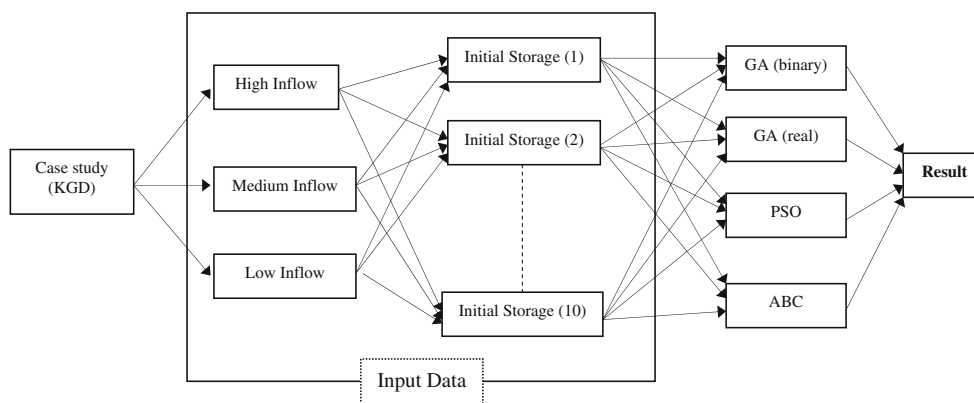 Case study
(KGD)
High Inflow
Medium Inflow
Low Inflow
Initial Storage (1)
Initial Storage (2)
Initial Storage (10)
Input Data
GA (binary)
GA (real)
PSO
ABC
Result